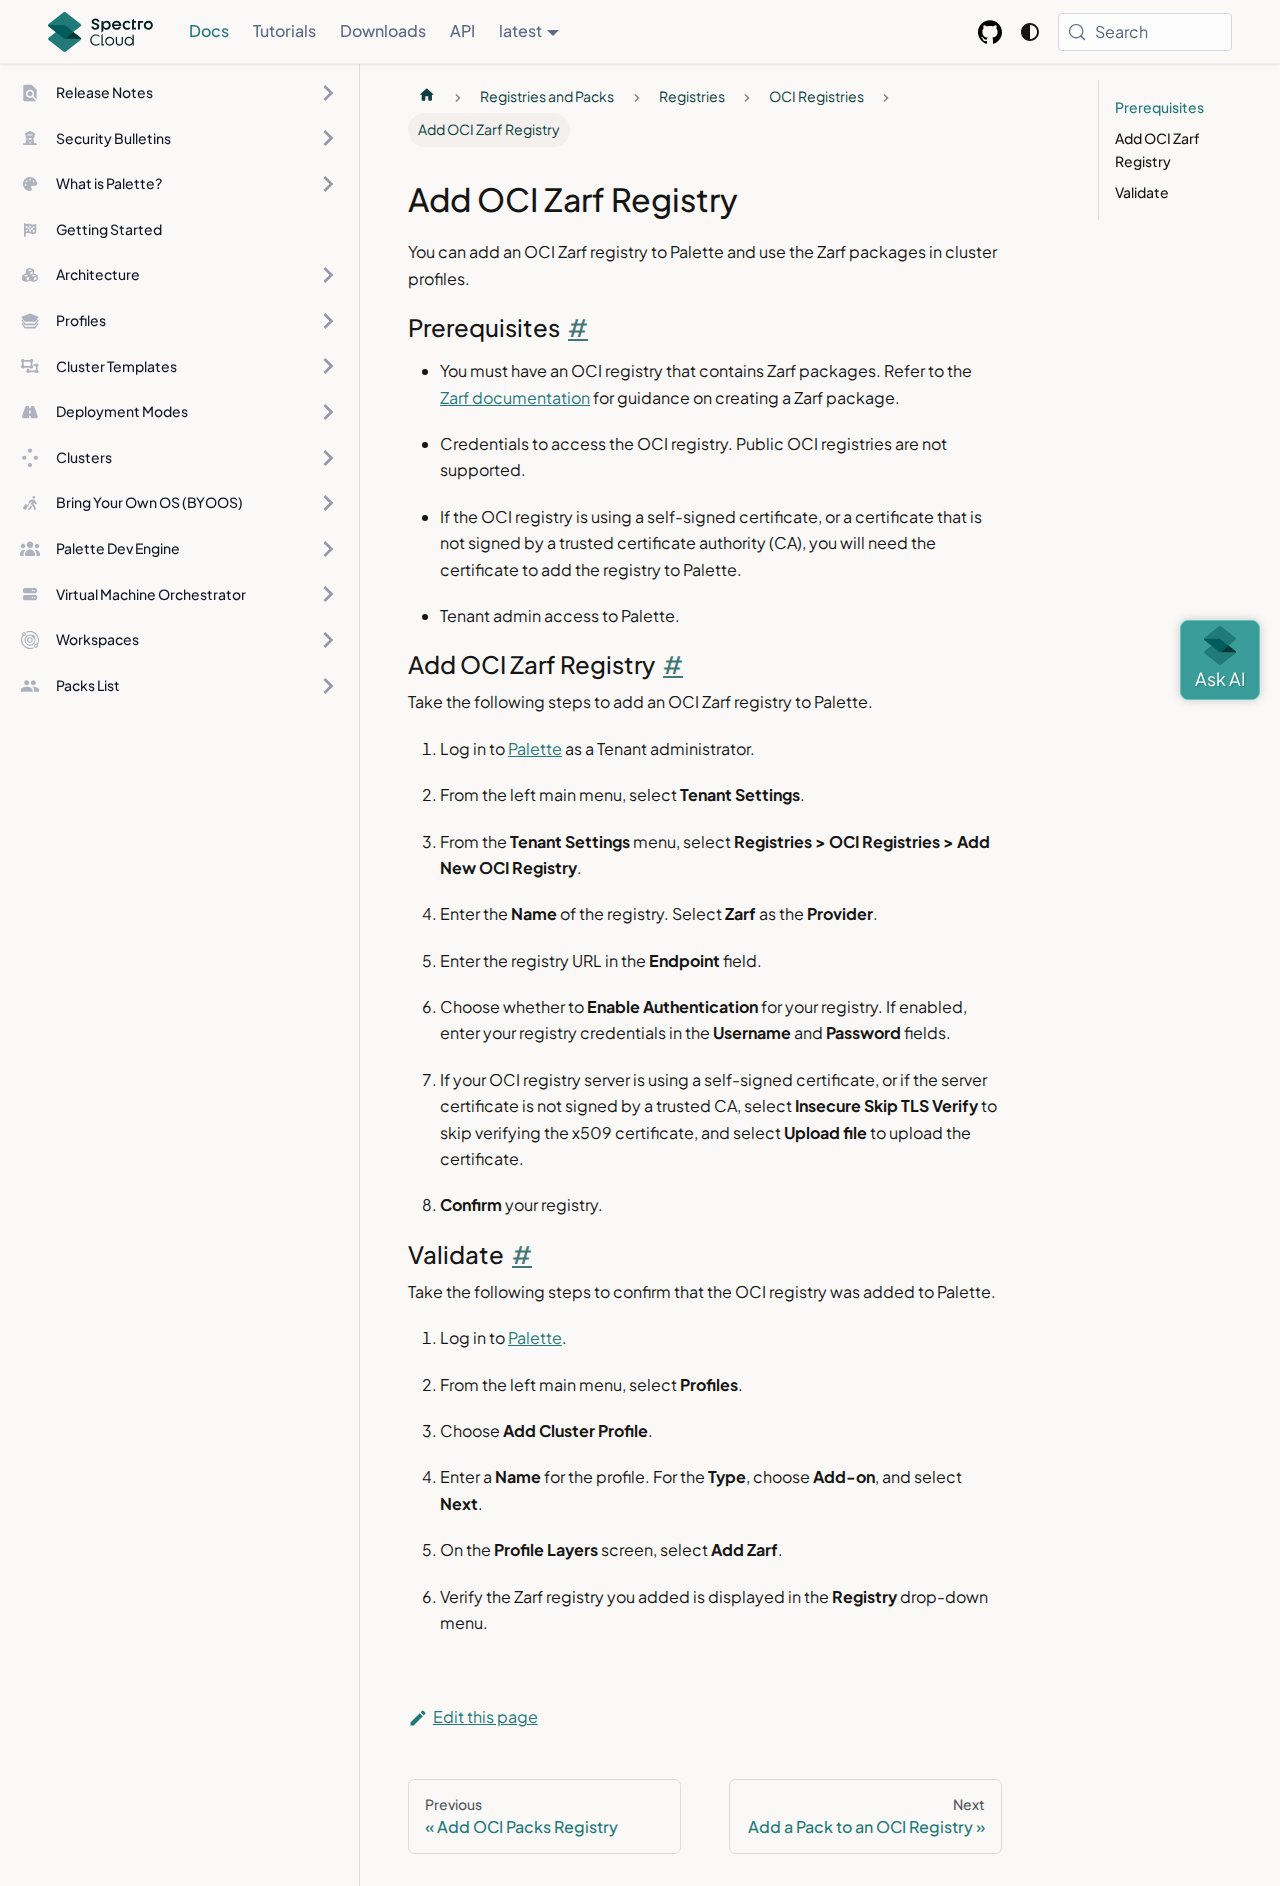 Spectro Cloud
Docs
Tutorials
Downloads
API
latest
Search
Release Notes
Security Bulletins
What is Palette?
Getting Started
Architecture
Profiles
Cluster Templates
Deployment Modes
Clusters
Bring Your Own OS (BYOOS)
Palette Dev Engine
Virtual Machine Orchestrator
Workspaces
Packs List
Registries and Packs
Registries
OCI Registries
Add OCI Zarf Registry
Add OCI Zarf Registry
You can add an OCI Zarf registry to Palette and use the Zarf packages in cluster
profiles.
Prerequisites #
• You must have an OCI registry that contains Zarf packages. Refer to the
Zarf documentation for guidance on creating a Zarf package.
• Credentials to access the OCI registry. Public OCI registries are not
supported.
• If the OCI registry is using a self-signed certificate, or a certificate that is
not signed by a trusted certificate authority (CA), you will need the
certificate to add the registry to Palette.
• Tenant admin access to Palette.
Add OCI Zarf Registry #
Take the following steps to add an OCI Zarf registry to Palette.
1. Log in to Palette as a Tenant administrator.
2. From the left main menu, select Tenant Settings.
3. From the Tenant Settings menu, select Registries > OCI Registries > Add
New OCI Registry.
4. Enter the Name of the registry. Select Zarf as the Provider.
5. Enter the registry URL in the Endpoint field.
6. Choose whether to Enable Authentication for your registry. If enabled,
enter your registry credentials in the Username and Password fields.
7. If your OCI registry server is using a self-signed certificate, or if the server
certificate is not signed by a trusted CA, select Insecure Skip TLS Verify to
skip verifying the x509 certificate, and select Upload file to upload the
certificate.
8. Confirm your registry.
Validate #
Take the following steps to confirm that the OCI registry was added to Palette.
1. Log in to Palette.
2. From the left main menu, select Profiles.
3. Choose Add Cluster Profile.
4. Enter a Name for the profile. For the Type, choose Add-on, and select
Next.
5. On the Profile Layers screen, select Add Zarf.
6. Verify the Zarf registry you added is displayed in the Registry drop-down
menu.
Edit this page
Previous
« Add OCI Packs Registry
Next
Add a Pack to an OCI Registry »
Prerequisites
Add OCI Zarf
Registry
Validate
Ask AI